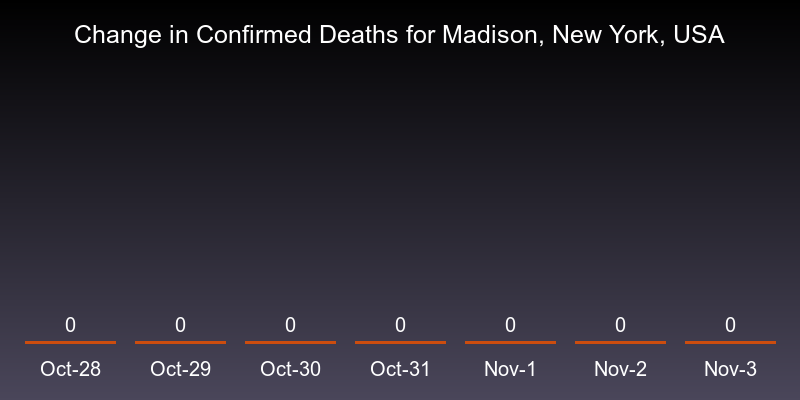 Change in Confirmed Deaths for Madison, New York, USA
0 0 0 0 0 0 0
Oct-28 Oct-29 Oct-30 Oct-31 Nov-1 Nov-2 Nov-3